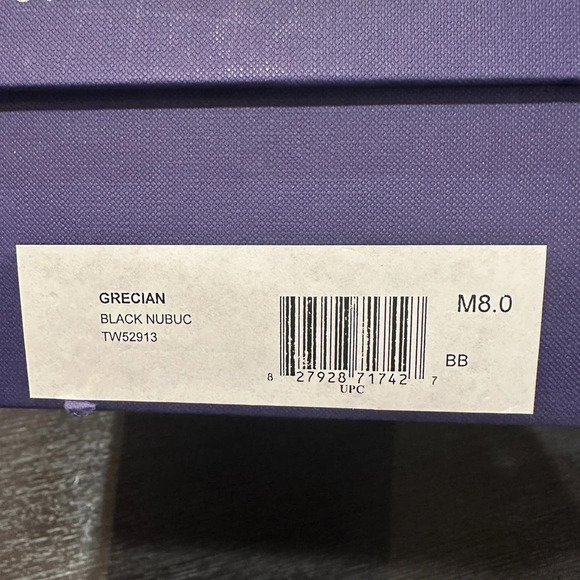 GRECIAN
BLACK NUBUC
TW52913
M8.0
BB
8 27928 71742 7
UPC